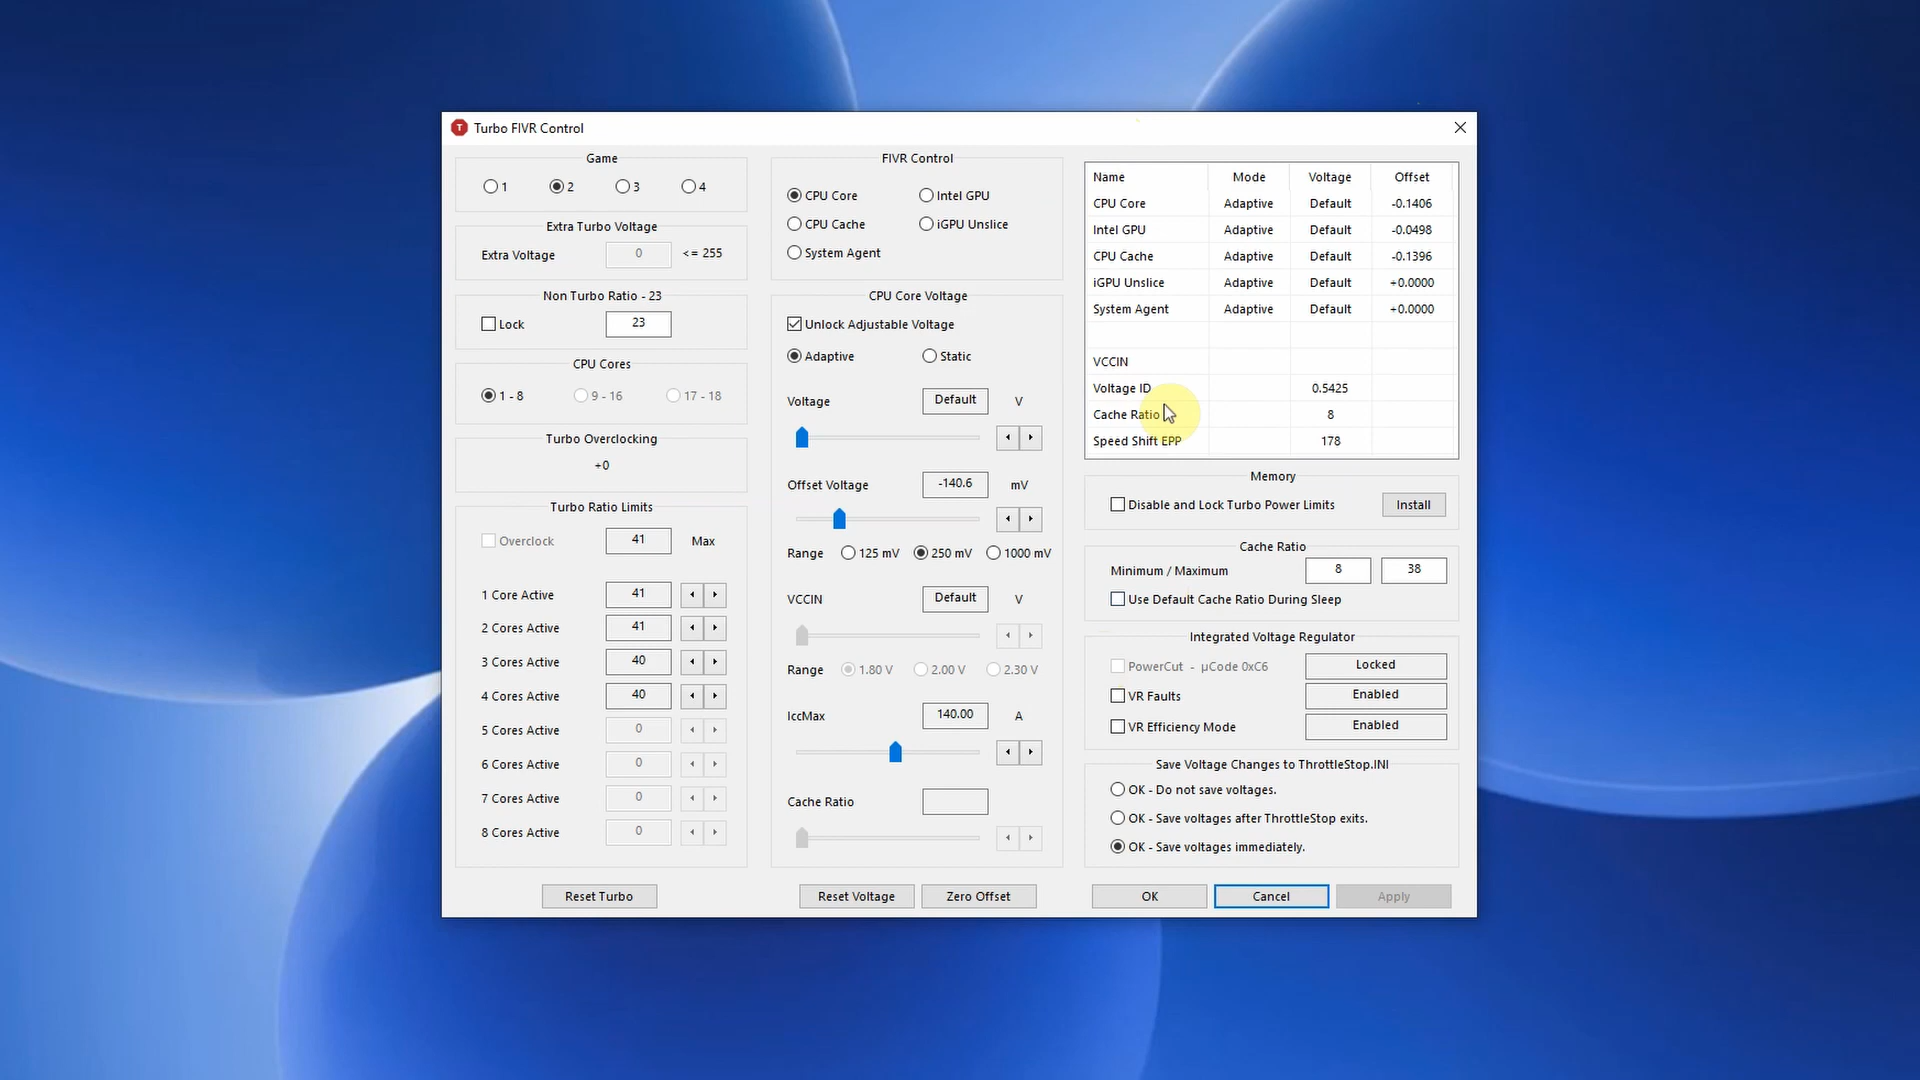 Turbo FIVR Control
Game
1 2 3 4
Extra Turbo Voltage
Extra Voltage 0 <= 255
Non Turbo Ratio - 23
Lock 23
CPU Cores
1 - 8 9 - 16 17 - 18
Turbo Overclocking
+0
Turbo Ratio Limits
Overclock 41 Max
1 Core Active 41
2 Cores Active 41
3 Cores Active 40
4 Cores Active 40
5 Cores Active 0
6 Cores Active 0
7 Cores Active 0
8 Cores Active 0
Reset Turbo
FIVR Control
CPU Core Intel GPU
CPU Cache iGPU Unslice
System Agent
CPU Core Voltage
Unlock Adjustable Voltage
Adaptive Static
Voltage Default V
Offset Voltage -140.6 mV
Range 125 mV 250 mV 1000 mV
VCCIN Default V
Range 1.80 V 2.00 V 2.30 V
IccMax 140.00 A
Cache Ratio
Reset Voltage Zero Offset
Name Mode Voltage Offset
CPU Core Adaptive Default -0.1406
Intel GPU Adaptive Default -0.0498
CPU Cache Adaptive Default -0.1396
iGPU Unslice Adaptive Default +0.0000
System Agent Adaptive Default +0.0000
VCCIN
Voltage ID 0.5425
Cache Ratio 8
Speed Shift EPP 178
Memory
Disable and Lock Turbo Power Limits Install
Cache Ratio
Minimum / Maximum 8 38
Use Default Cache Ratio During Sleep
Integrated Voltage Regulator
PowerCut - µCode 0xC6 Locked
VR Faults Enabled
VR Efficiency Mode Enabled
Save Voltage Changes to ThrottleStop.INI
OK - Do not save voltages.
OK - Save voltages after ThrottleStop exits.
OK - Save voltages immediately.
OK Cancel Apply